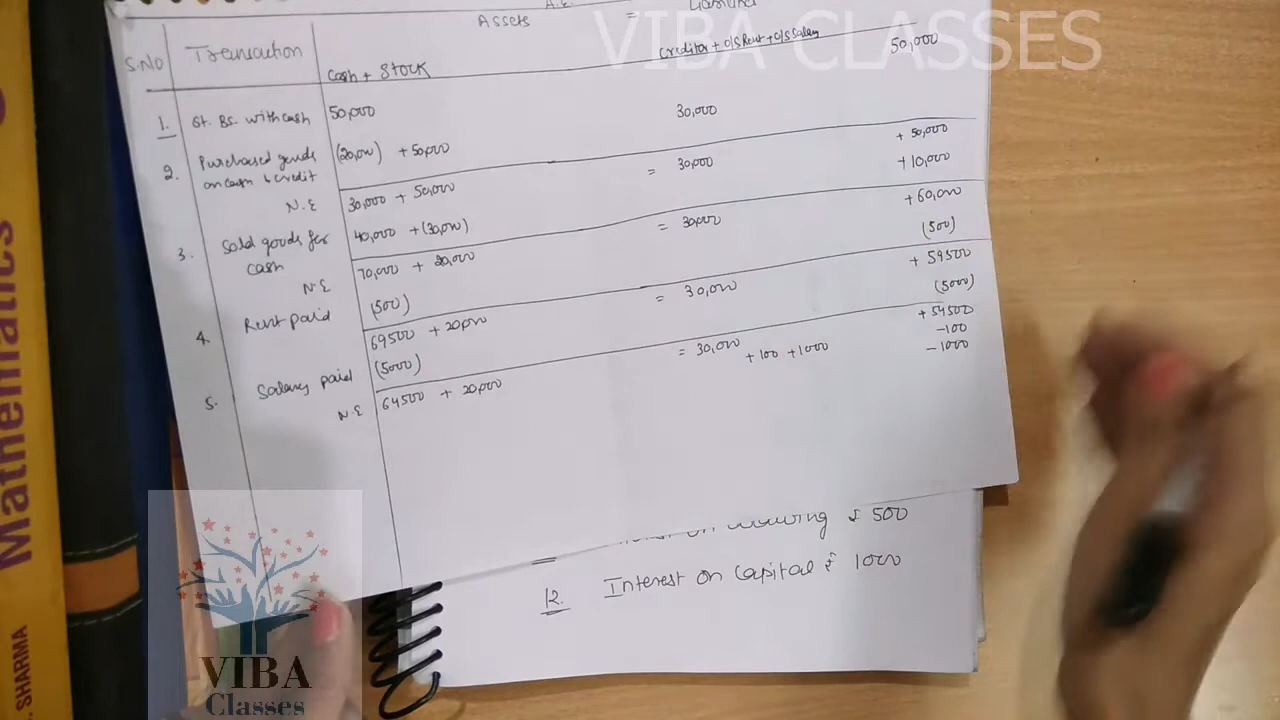 VIBA CLASSES
Assets = Liabilities
S.No Transaction Cash + Stock Creditor + O/S Rent + O/S Salary 50,000
1. St. Bs. with cash 50,000 30,000
2. Purchased goods (20,000) + 50,000 + 50,000
on cash & credit = 30,000 + 10,000
N.E 30,000 + 50,000
3. Sold goods for 40,000 + (30,000) = 30,000 + 60,000
cash (500)
N.E 70,000 + 20,000
4. Rent paid (500) = 30,000 + 59500
69500 + 20,000 (5000)
5. Salary paid (5000) = 30,000 + 100 + 1000 + 54500
-100
-1000
N.E 64500 + 20,000
500
12. Interest on Capital ₹ 1000
Mathematics
. SHARMA
VIBA
Classes